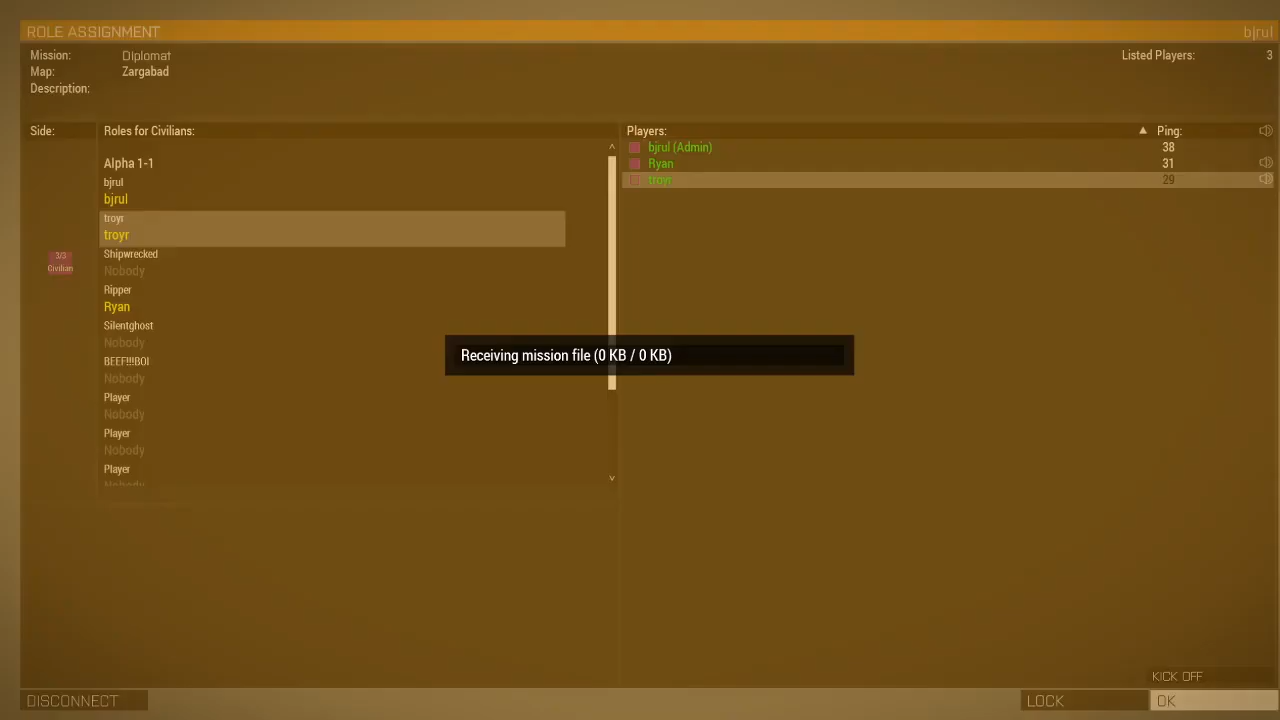 ROLE ASSIGNMENT bjrul
Mission: Diplomat
Listed Players: 3
Map: Zargabad
Description:
Side:
Roles for Civilians:
Players: ▲ Ping:
Alpha 1-1
bjrul
bjrul
troyr
troyr
Shipwrecked
Nobody
Ripper
Ryan
Silentghost
Nobody
BEEF!!!BOI
Nobody
Player
Nobody
Player
Nobody
Player
Nobody
3/3
Civilian
bjrul (Admin) 38
Ryan 31
troyr 29
Receiving mission file (0 KB / 0 KB)
KICK OFF
DISCONNECT
LOCK
OK